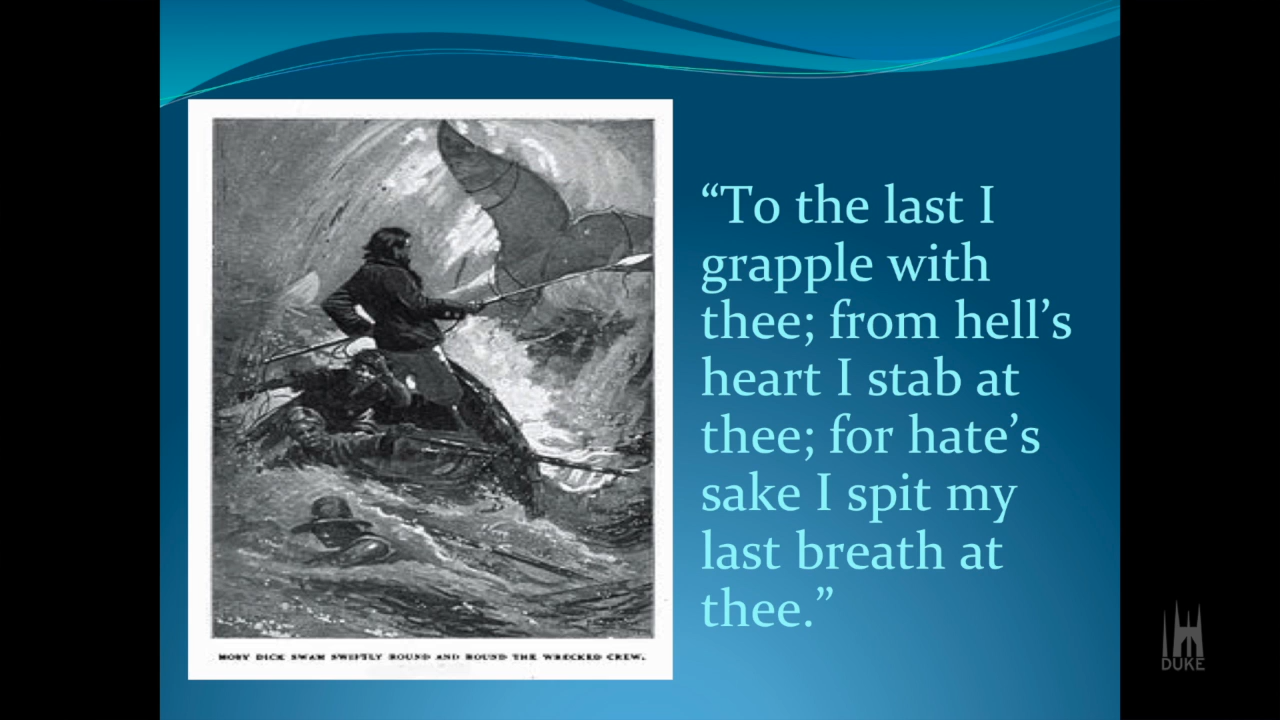 “To the last I
grapple with
thee; from hell’s
heart I stab at
thee; for hate’s
sake I spit my
last breath at
thee.”
MOBY DICK SWAM SWIFTLY ROUND AND ROUND THE WRECKED CREW.
DUKE